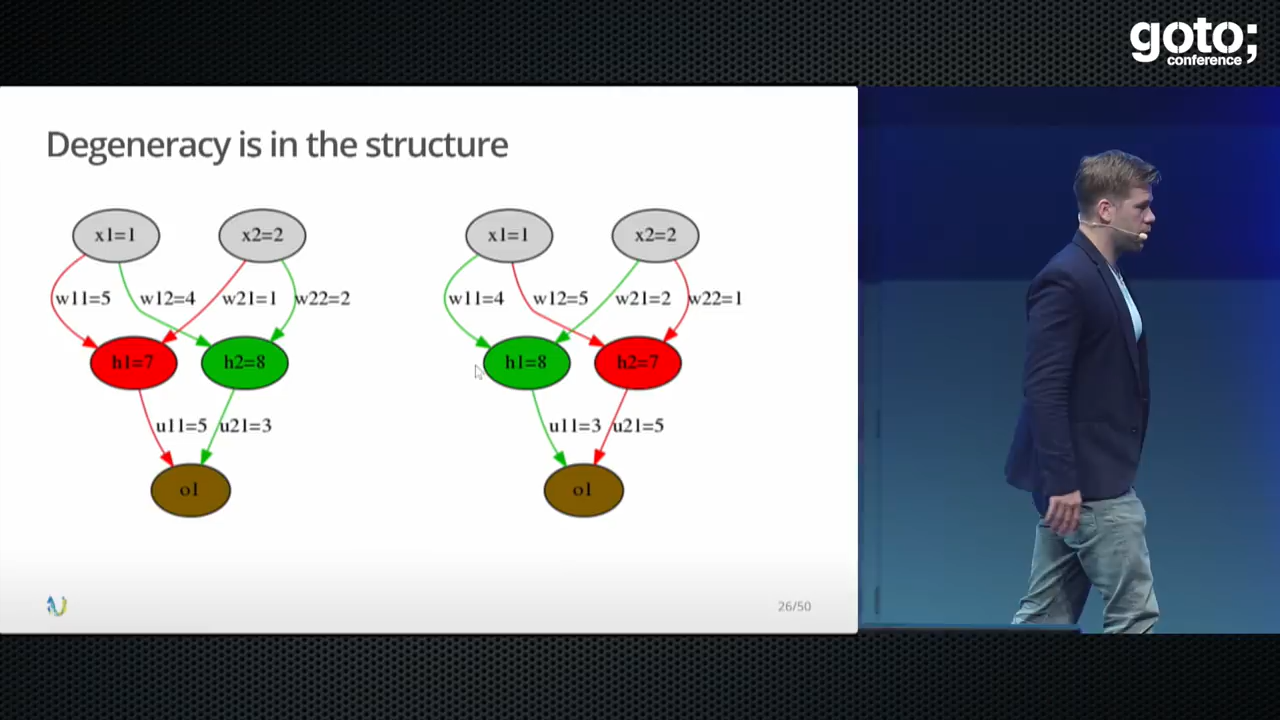 goto;
conference
Degeneracy is in the structure
x1=1 x2=2 x1=1 x2=2
w11=5 w12=4 w21=1 w22=2 w11=4 w12=5 w21=2 w22=1
h1=7 h2=8 h1=8 h2=7
u11=5 u21=3 u11=3 u21=5
o1 o1
26/50